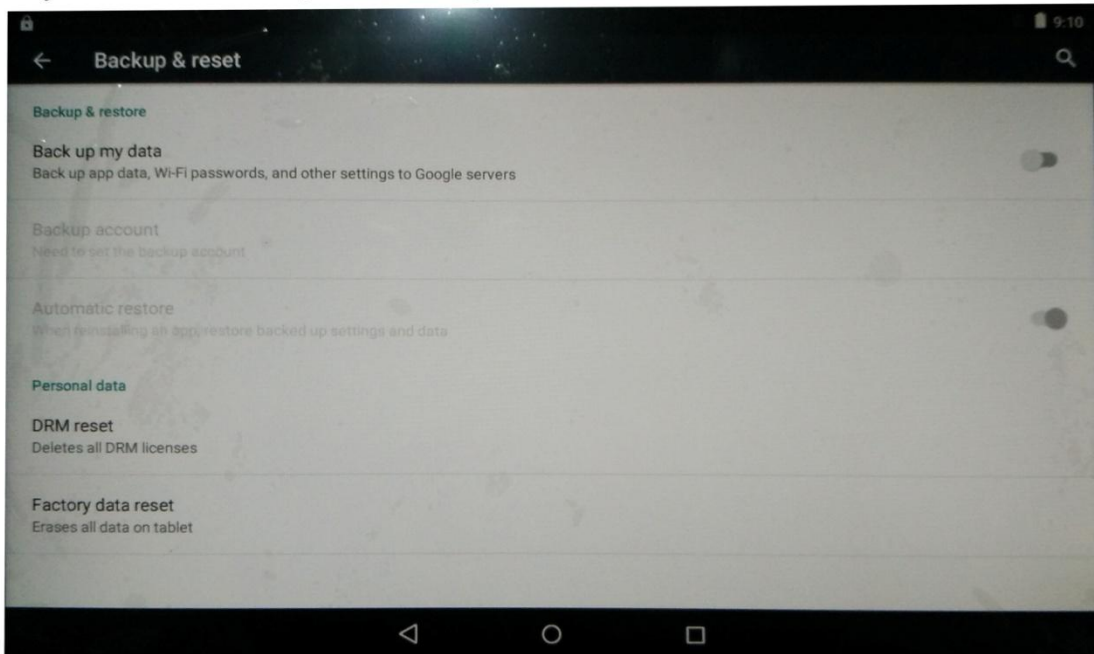 9:10
Backup & reset
Backup & restore
Back up my data
Back up app data, Wi-Fi passwords, and other settings to Google servers
Backup account
Need to set the backup account
Automatic restore
When reinstalling an app, restore backed up settings and data
Personal data
DRM reset
Deletes all DRM licenses
Factory data reset
Erases all data on tablet